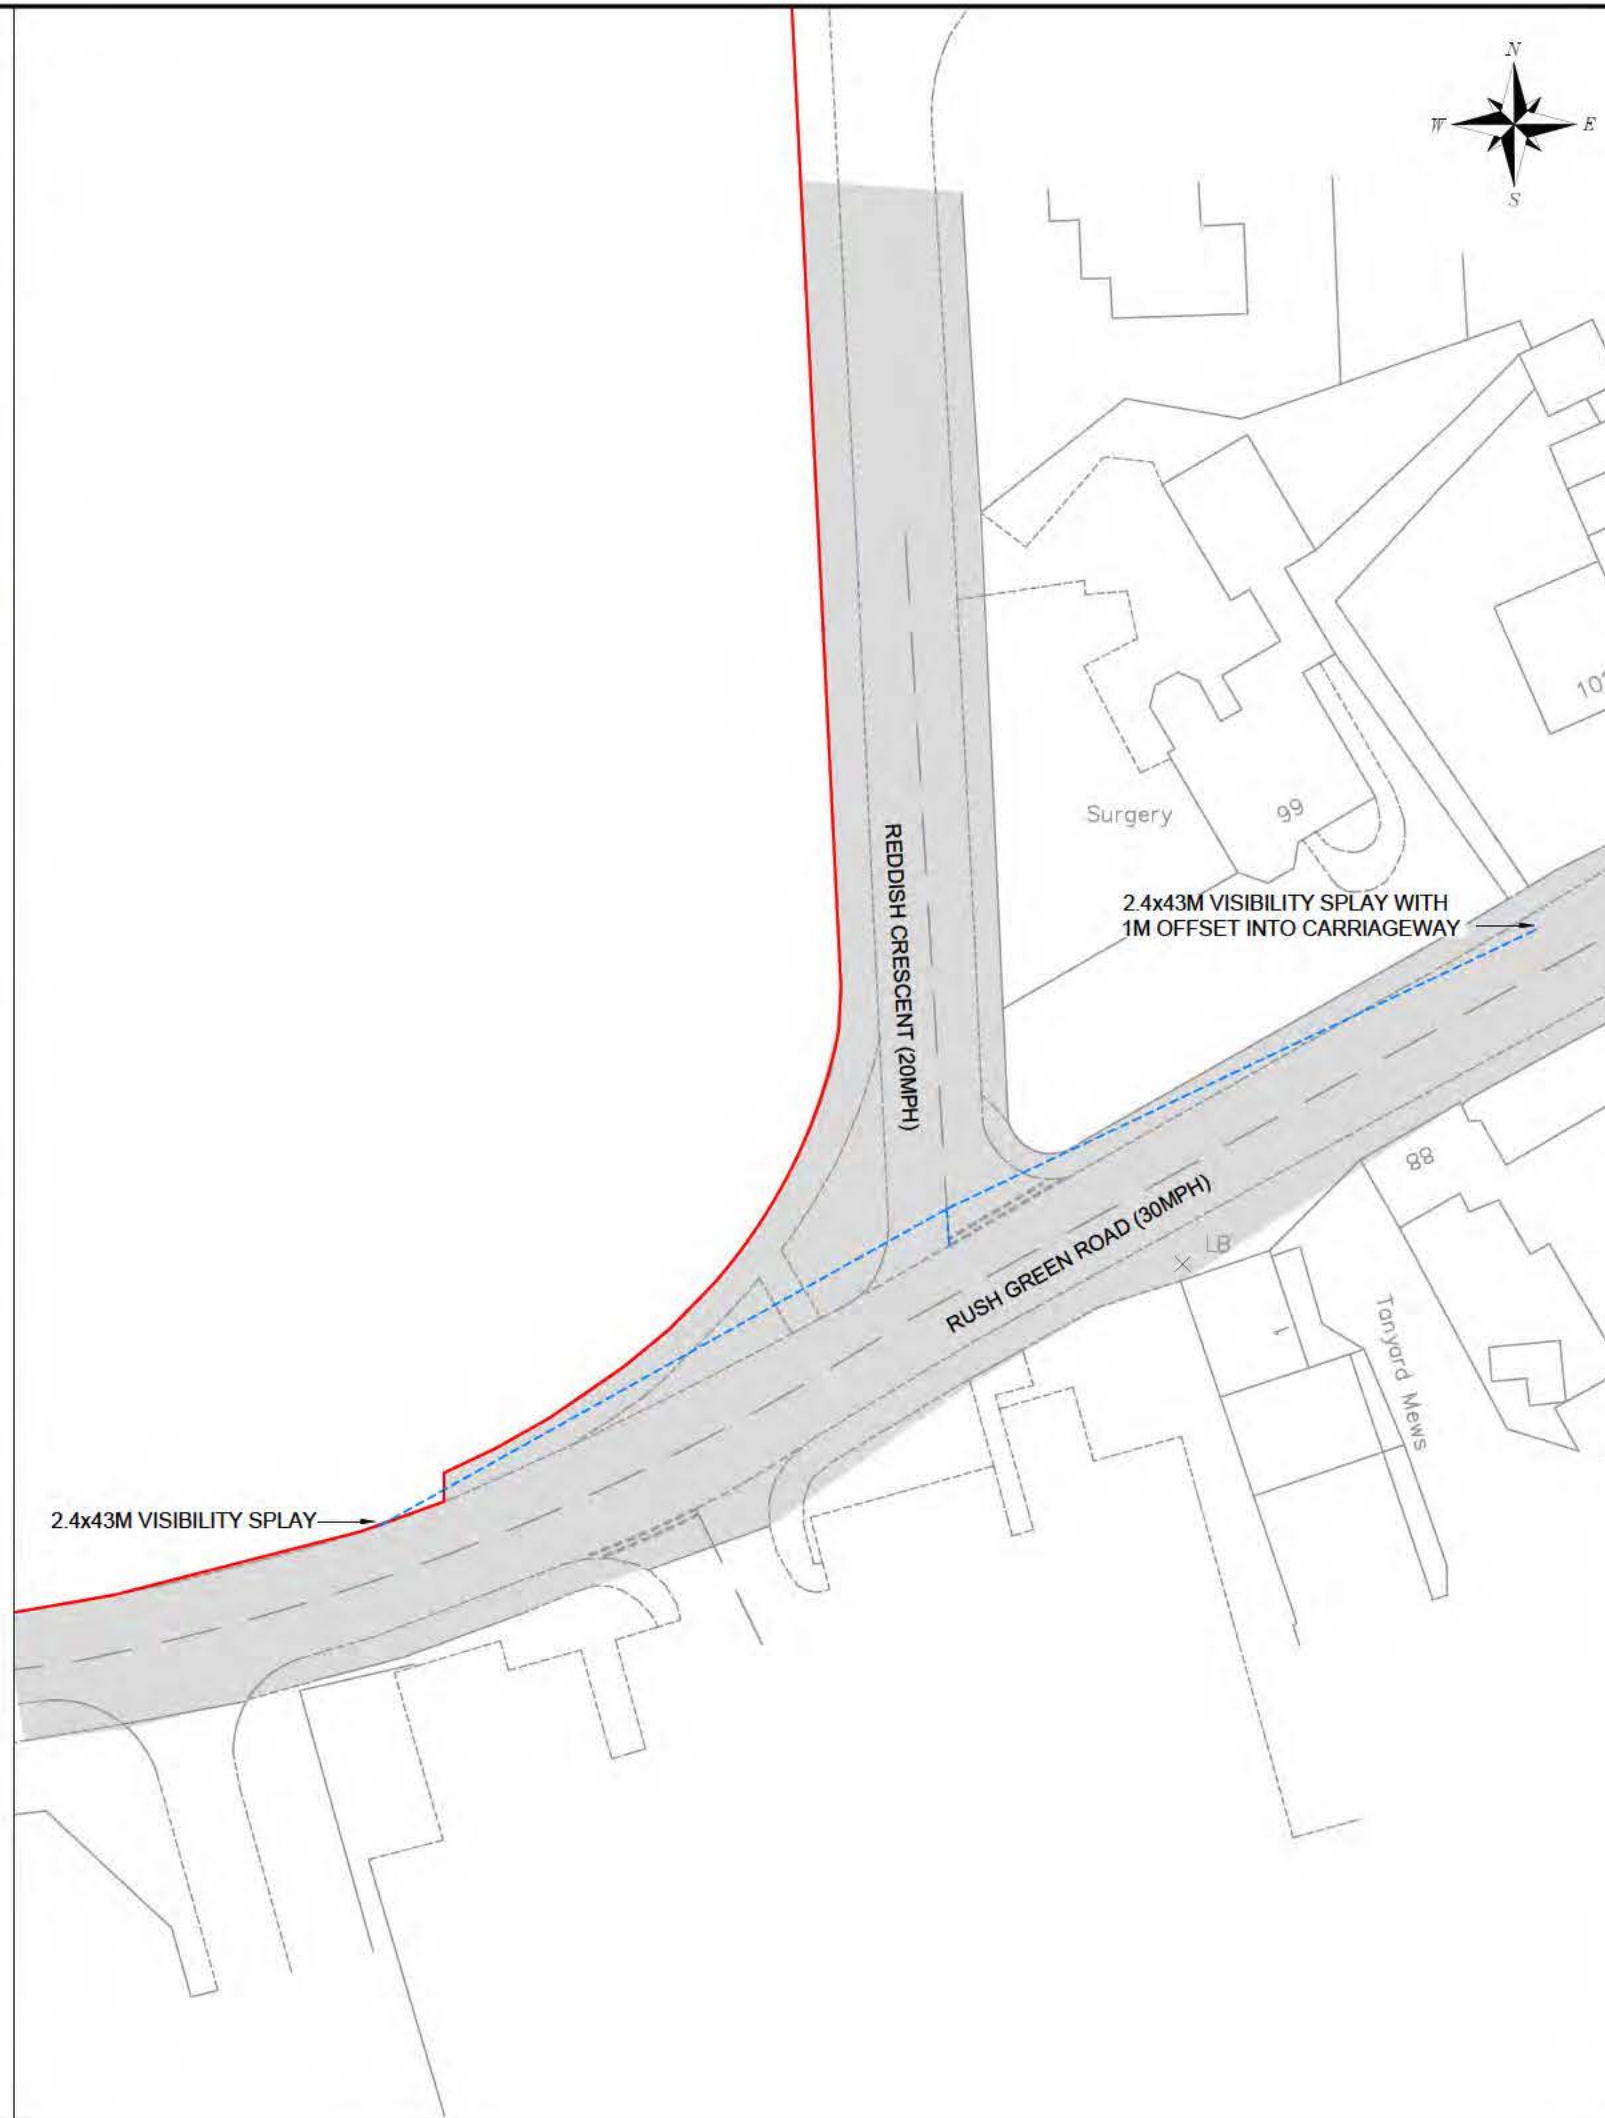 N
W
E
S
10
Surgery
99
2.4x43M VISIBILITY SPLAY WITH
1M OFFSET INTO CARRIAGEWAY
REDDISH CRESCENT (20MPH)
88
RUSH GREEN ROAD (30MPH)
LB
1
Tanyard Mews
2.4x43M VISIBILITY SPLAY